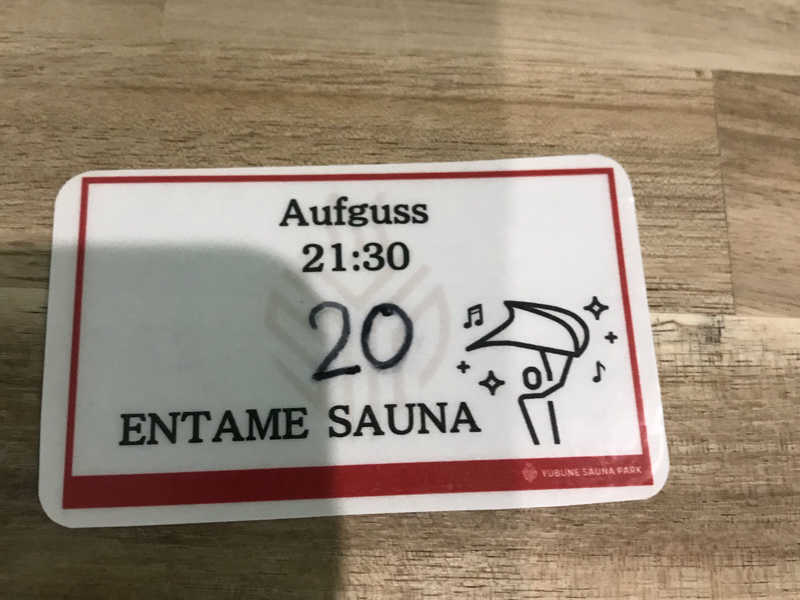 Aufguss
21:30
20
ENTAME SAUNA
YUBUNE SAUNA PARK